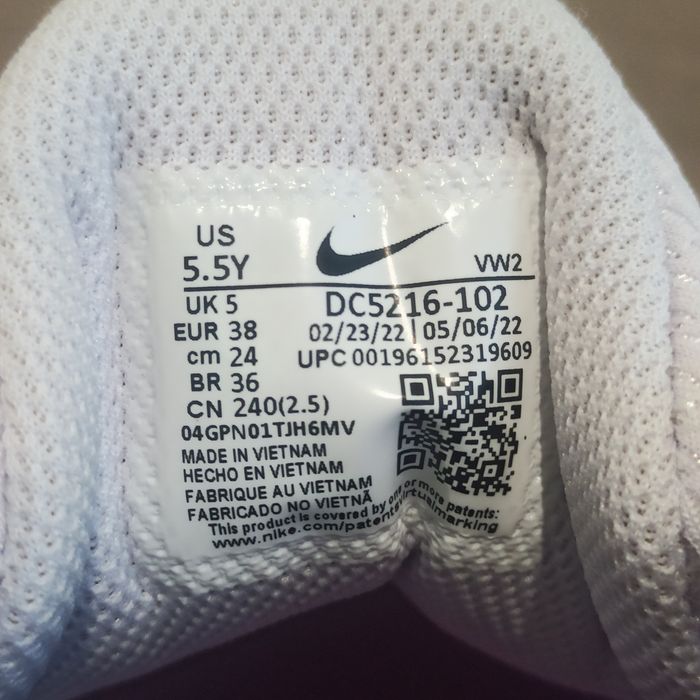 US
5.5Y
VW2
UK 5
DC5216-102
EUR 38
02/23/22 | 05/06/22
cm 24
UPC 00196152319609
BR 36
CN 240(2.5)
04GPN01TJH6MV
MADE IN VIETNAM
HECHO EN VIETNAM
FABRIQUE AU VIETNAM
FABRICADO NO VIETNÃ
This product is covered by one or more patents:
www.nike.com/patentsvirtualmarking